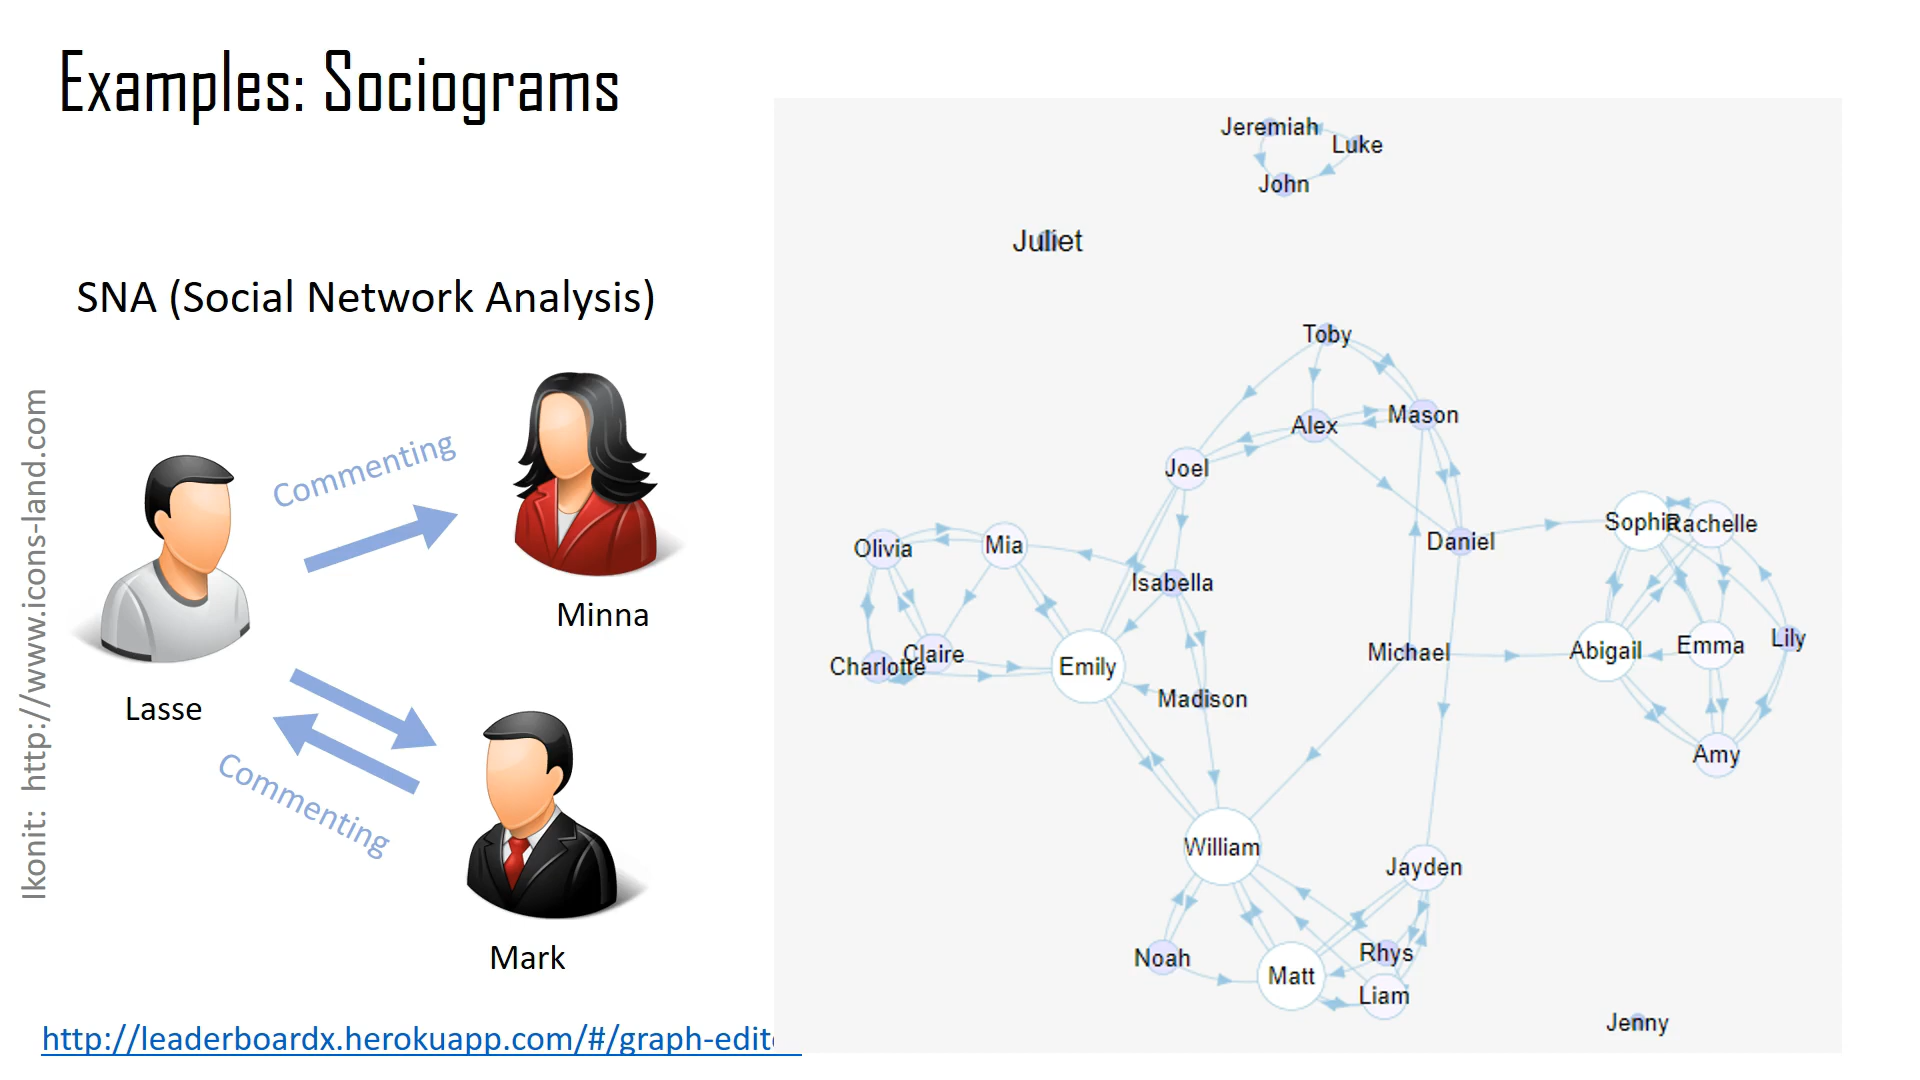 Examples: Sociograms
SNA (Social Network Analysis)
Ikonit: http://www.icons-land.com
Commenting
Minna
Lasse
Commenting
Mark
http://leaderboardx.herokuapp.com/#/graph-edit
Jeremiah
Luke
John
Juliet
Toby
Alex
Mason
Joel
Daniel
Sophia
Rachelle
Olivia
Mia
Isabella
Charlotte
Claire
Emily
Madison
Michael
Abigail
Emma
Lily
Amy
William
Jayden
Noah
Matt
Rhys
Liam
Jenny